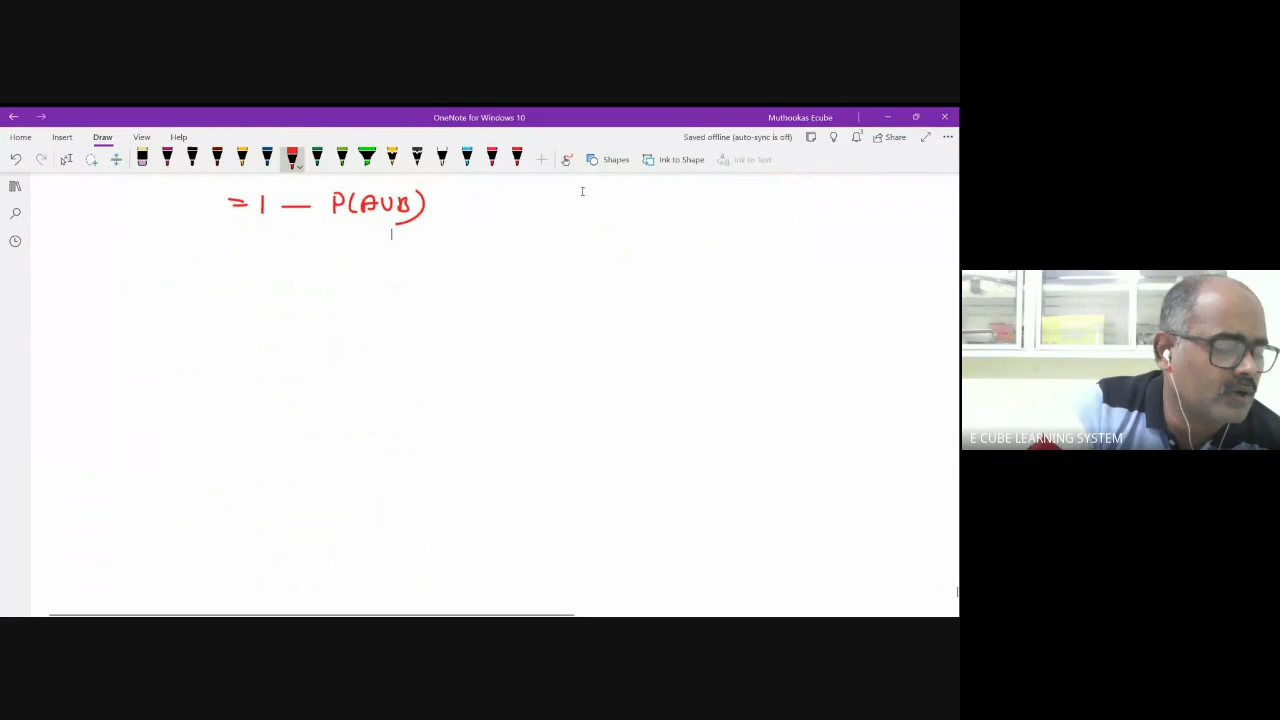 OneNote for Windows 10
Muthookas Ecube
Home Insert Draw View Help
Saved offline (auto-sync is off)
Share
Shapes
Ink to Shape
Ink to Text
= 1 — P(AUB)
E CUBE LEARNING SYSTEM